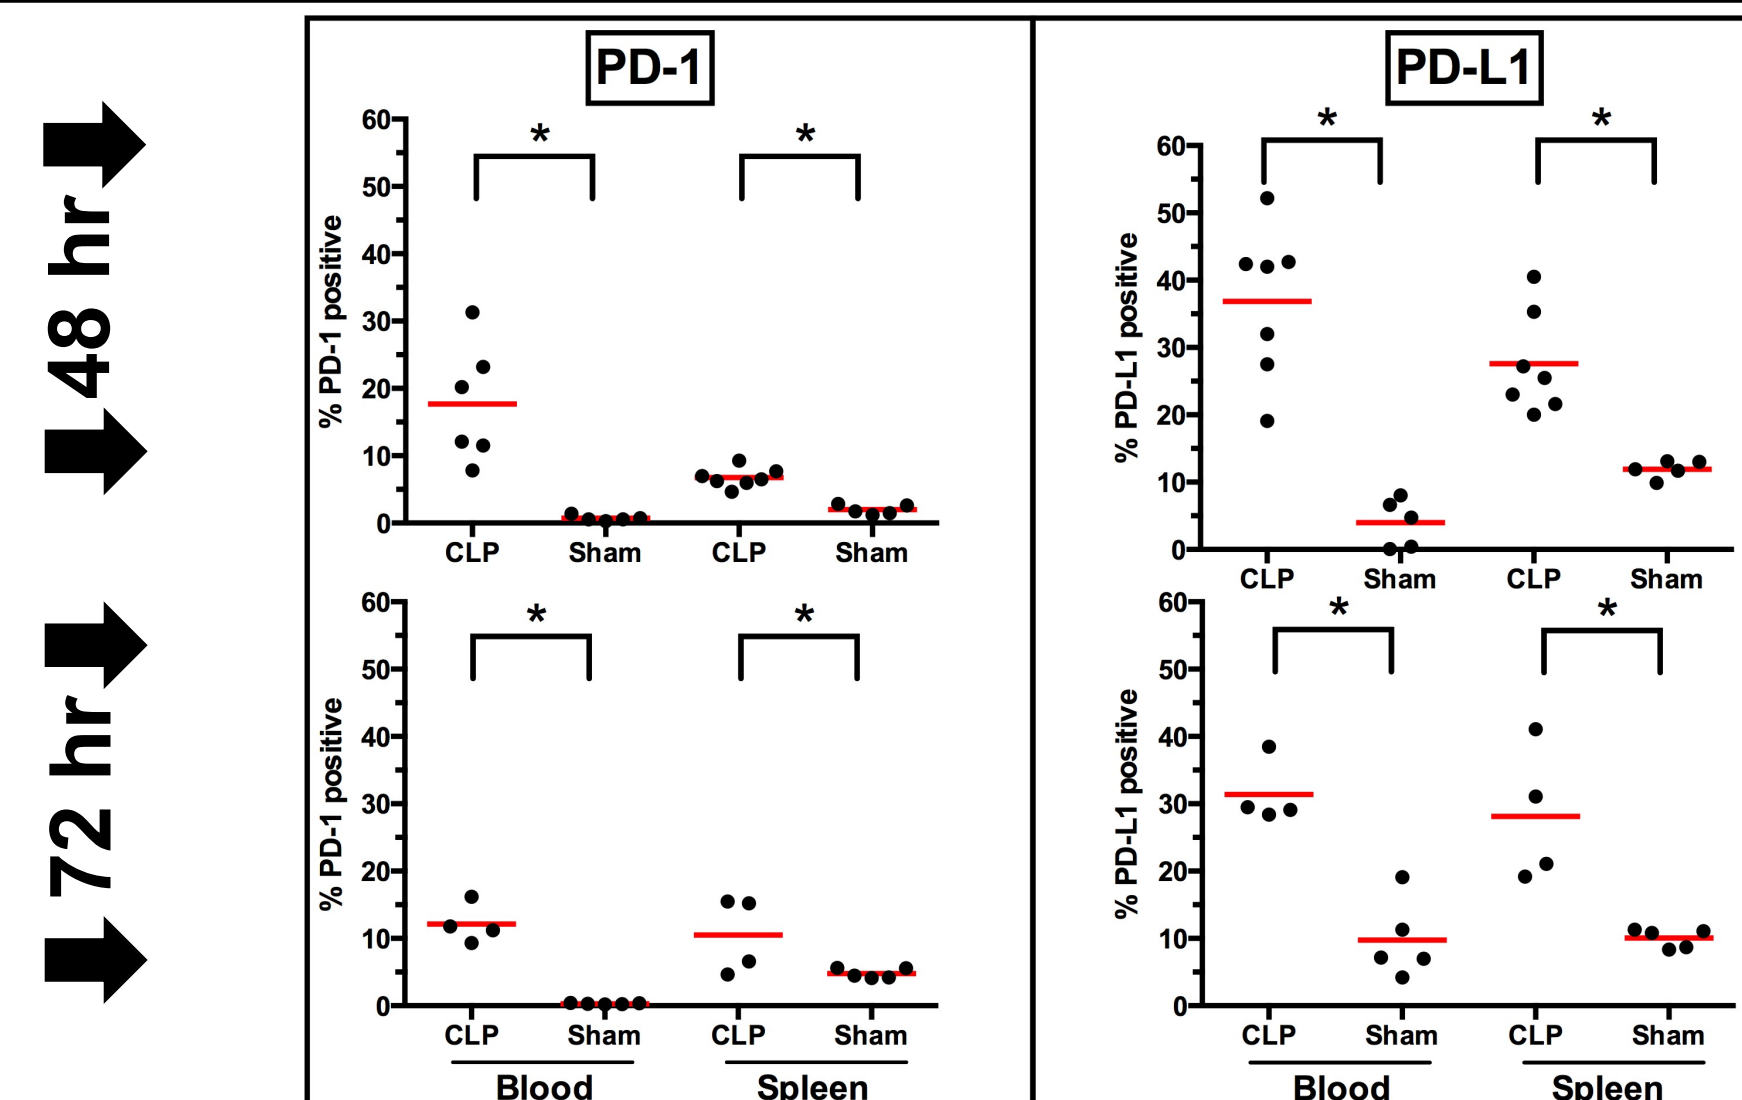 48 hr
72 hr
PD-1
*
*
% PD-1 positive
60
50
40
30
20
10
0
CLP
Sham
CLP
Sham
PD-L1
*
*
% PD-L1 positive
60
50
40
30
20
10
0
CLP
Sham
CLP
Sham
*
*
% PD-1 positive
60
50
40
30
20
10
0
CLP
Sham
CLP
Sham
Blood
Spleen
*
*
% PD-L1 positive
60
50
40
30
20
10
0
CLP
Sham
CLP
Sham
Blood
Spleen